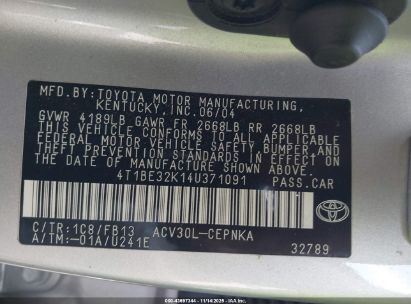 MFD.BY:TOYOTA MOTOR MANUFACTURING,
KENTUCKY,INC.06/04
GVWR 4189LB GAWR FR 2668LB RR 2668LB
THIS VEHICLE CONFORMS TO ALL APPLICABLE
FEDERAL MOTOR VEHICLE SAFETY, BUMPER AND
THEFT PREVENTION STANDARDS IN EFFECT
AT THE DATE OF MANUFACTURE SHOWN ABOVE.
4T1BE32K14U371091 PASS.CAR
C/TR:1C8/FB13 ACV30L-CEPNKA
A/TM:-01A/U241E
TOYOTA
32789